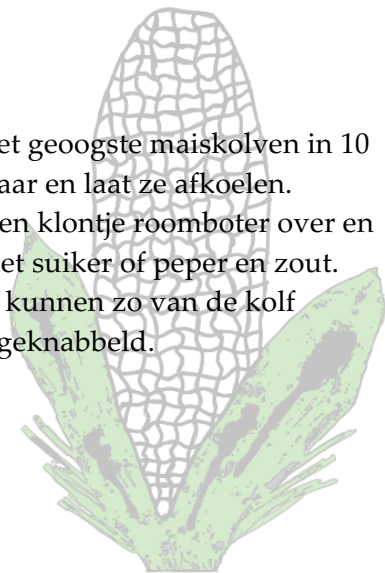 et geoogste maiskolven in 10
aar en laat ze afkoelen.
en klontje roomboter over en
et suiker of peper en zout.
kunnen zo van de kolf
geknabbeld.